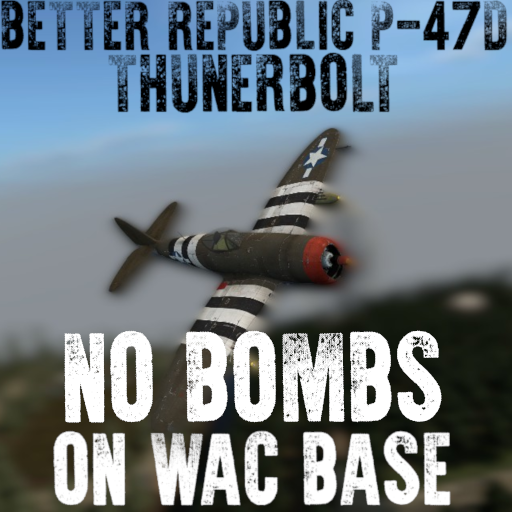 BETTER REPUBLIC P-47D
THUNERBOLT
NO BOMBS
ON WAC BASE